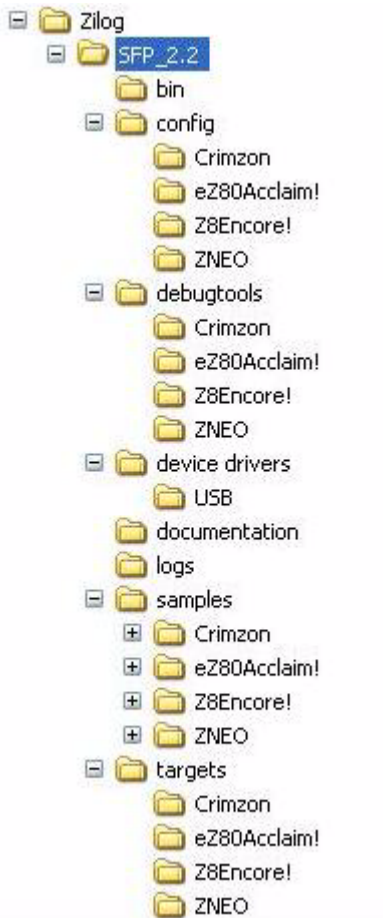 Zilog
SFP_2.2
bin
config
Crimzon
eZ80Acclaim!
Z8Encore!
ZNEO
debugtools
Crimzon
eZ80Acclaim!
Z8Encore!
ZNEO
device drivers
USB
documentation
logs
samples
Crimzon
eZ80Acclaim!
Z8Encore!
ZNEO
targets
Crimzon
eZ80Acclaim!
Z8Encore!
ZNEO